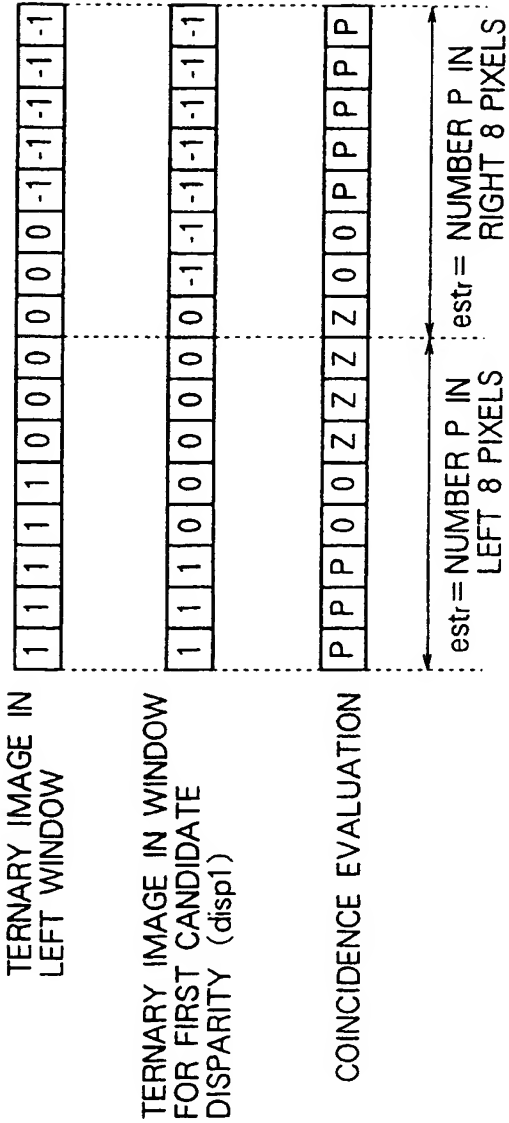 TERNARY IMAGE IN
LEFT WINDOW
1 1 1 1 1 0 0 0 0 0 0 -1 -1 -1 -1 -1
TERNARY IMAGE IN WINDOW
FOR FIRST CANDIDATE
DISPARITY (disp1)
1 1 1 0 0 0 0 0 0 -1 -1 -1 -1 -1 -1 -1
COINCIDENCE EVALUATION
P P P 0 0 Z Z Z Z 0 0 P P P P P
estr=NUMBER P IN
LEFT 8 PIXELS
estr= NUMBER P IN
RIGHT 8 PIXELS